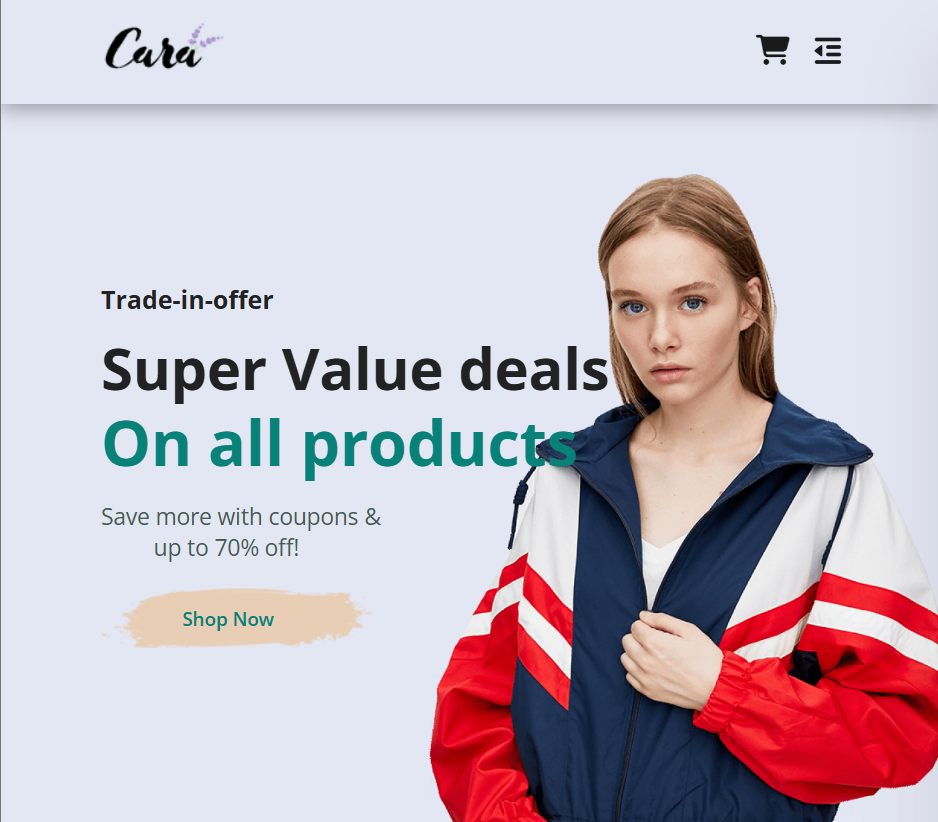 Cara
Trade-in-offer
Super Value deals
On all products
Save more with coupons &
up to 70% off!
Shop Now